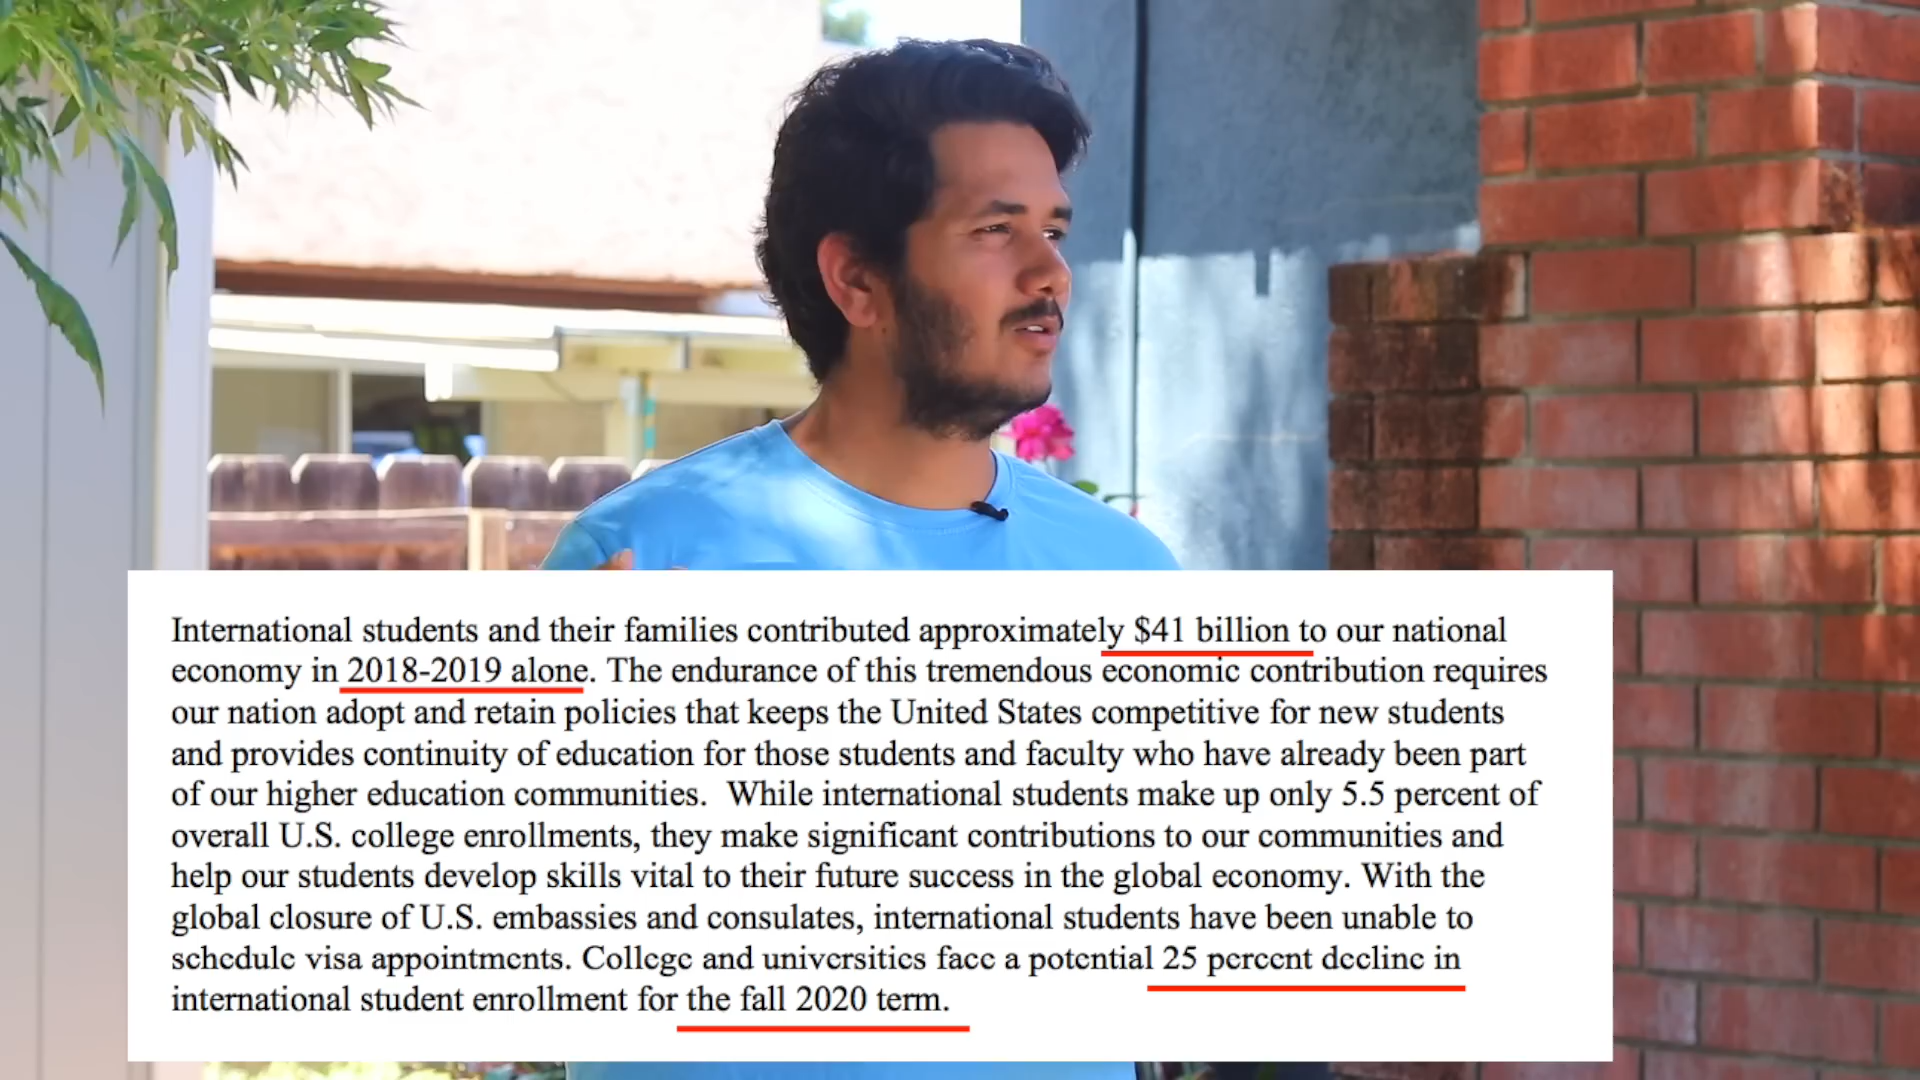 International students and their families contributed approximately $41 billion to our national
economy in 2018-2019 alone. The endurance of this tremendous economic contribution requires
our nation adopt and retain policies that keeps the United States competitive for new students
and provides continuity of education for those students and faculty who have already been part
of our higher education communities.  While international students make up only 5.5 percent of
overall U.S. college enrollments, they make significant contributions to our communities and
help our students develop skills vital to their future success in the global economy. With the
global closure of U.S. embassies and consulates, international students have been unable to
schedule visa appointments. College and universities face a potential 25 percent decline in
international student enrollment for the fall 2020 term.